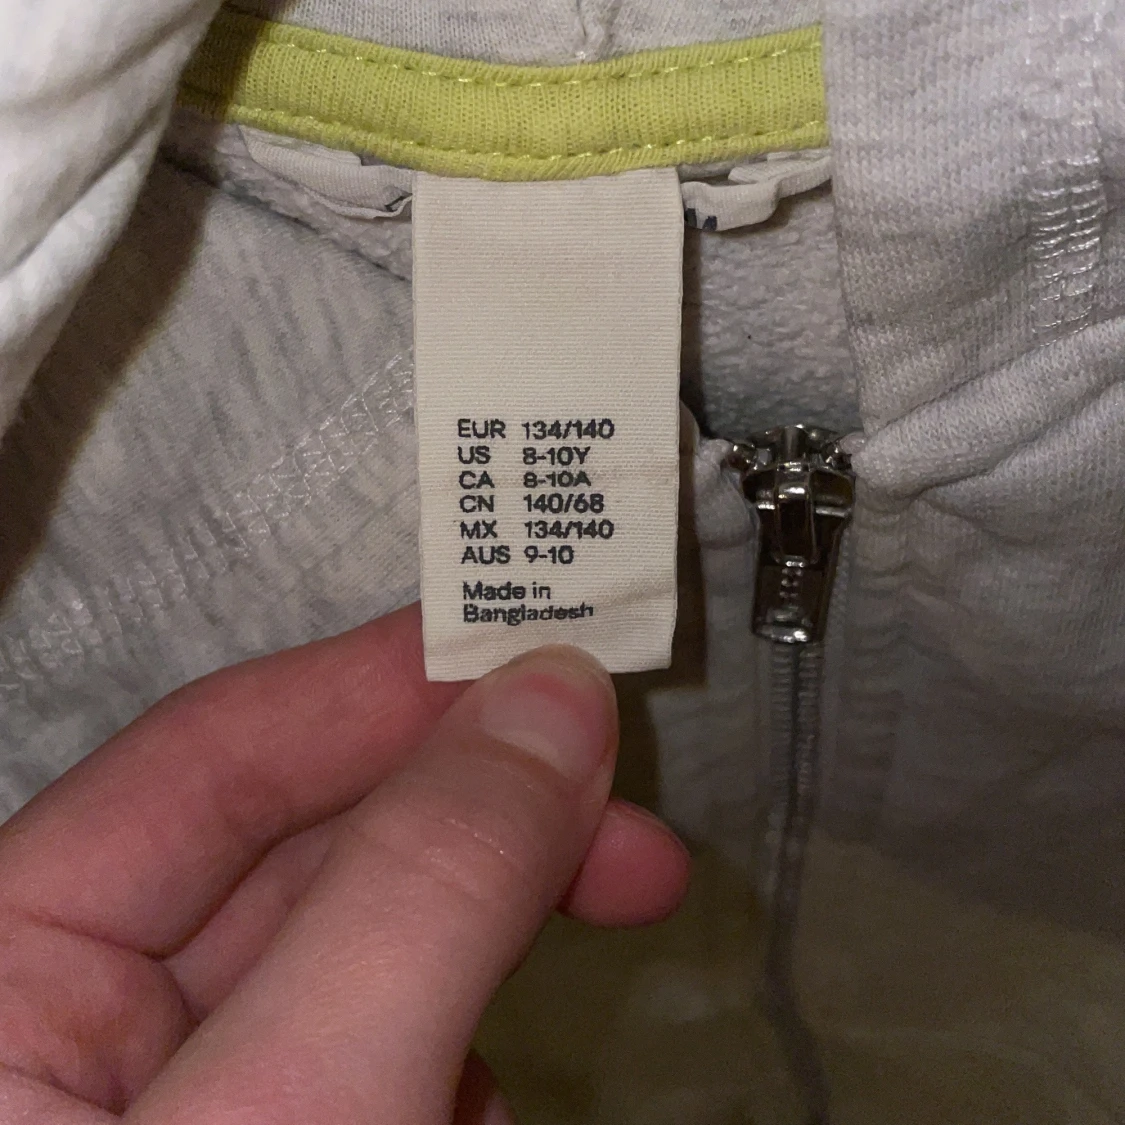 EUR 134/140
US 8-10Y
CA 8-10A
CN 140/68
MX 134/140
AUS 9-10
Made in
Bangladesh